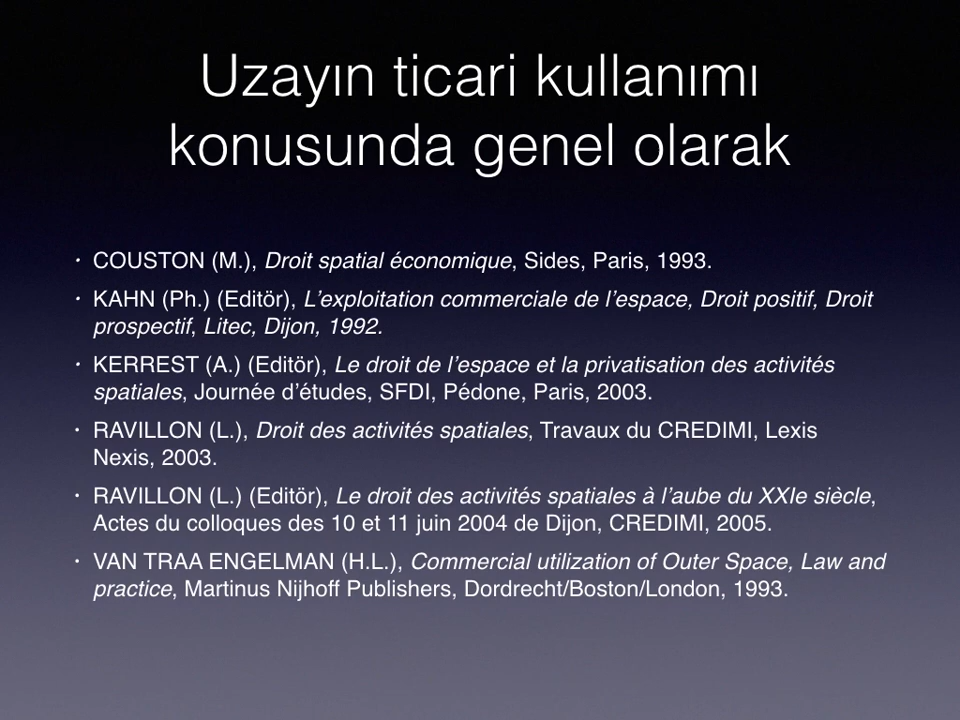 Uzayın ticari kullanımı
konusunda genel olarak
• COUSTON (M.), Droit spatial économique, Sides, Paris, 1993.
• KAHN (Ph.) (Editör), L’exploitation commerciale de l’espace, Droit positif, Droit
prospectif, Litec, Dijon, 1992.
• KERREST (A.) (Editör), Le droit de l’espace et la privatisation des activités
spatiales, Journée d’études, SFDI, Pédone, Paris, 2003.
• RAVILLON (L.), Droit des activités spatiales, Travaux du CREDIMI, Lexis
Nexis, 2003.
• RAVILLON (L.) (Editör), Le droit des activités spatiales à l’aube du XXIe siècle,
Actes du colloques des 10 et 11 juin 2004 de Dijon, CREDIMI, 2005.
• VAN TRAA ENGELMAN (H.L.), Commercial utilization of Outer Space, Law and
practice, Martinus Nijhoff Publishers, Dordrecht/Boston/London, 1993.